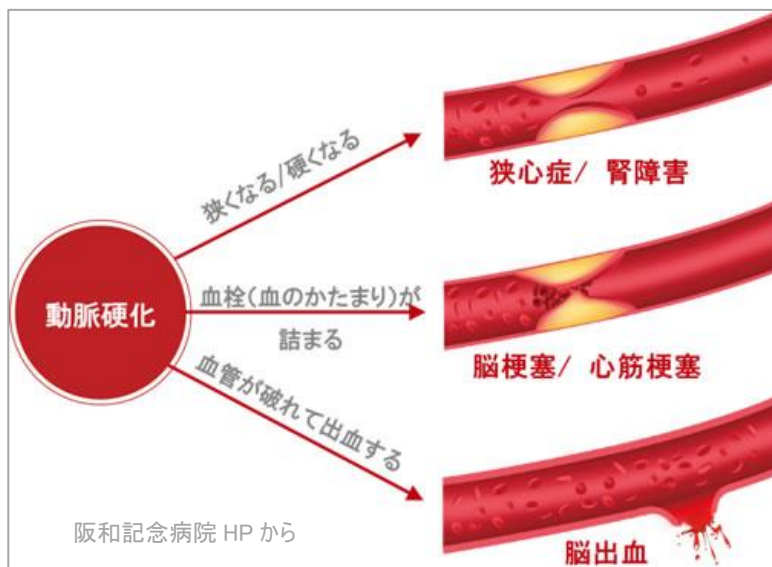 狭くなる/硬くなる
狭心症/ 腎障害
動脈硬化
血栓(血のかたまり)が
詰まる
脳梗塞/ 心筋梗塞
血管が破れて出血する
脳出血
阪和記念病院 HP から